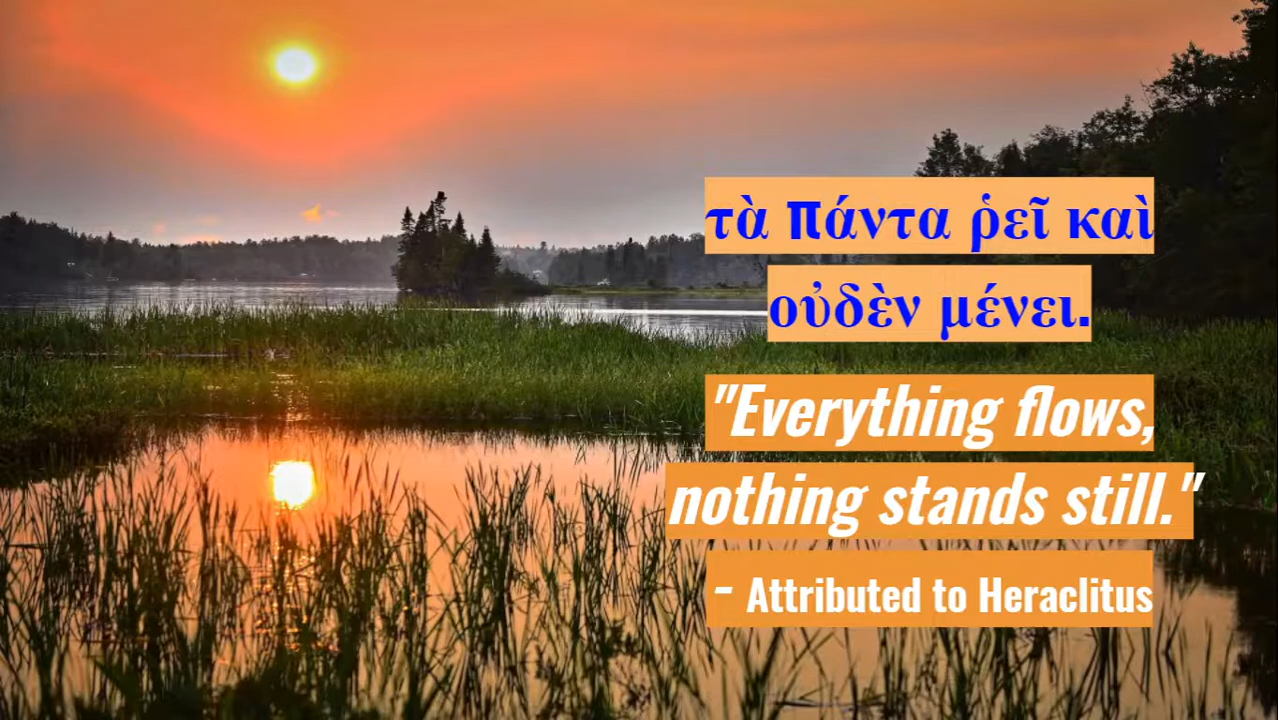 τὰ πάντα ῥεῖ καὶ
οὐδὲν μένει.
"Everything flows,
nothing stands still."
- Attributed to Heraclitus